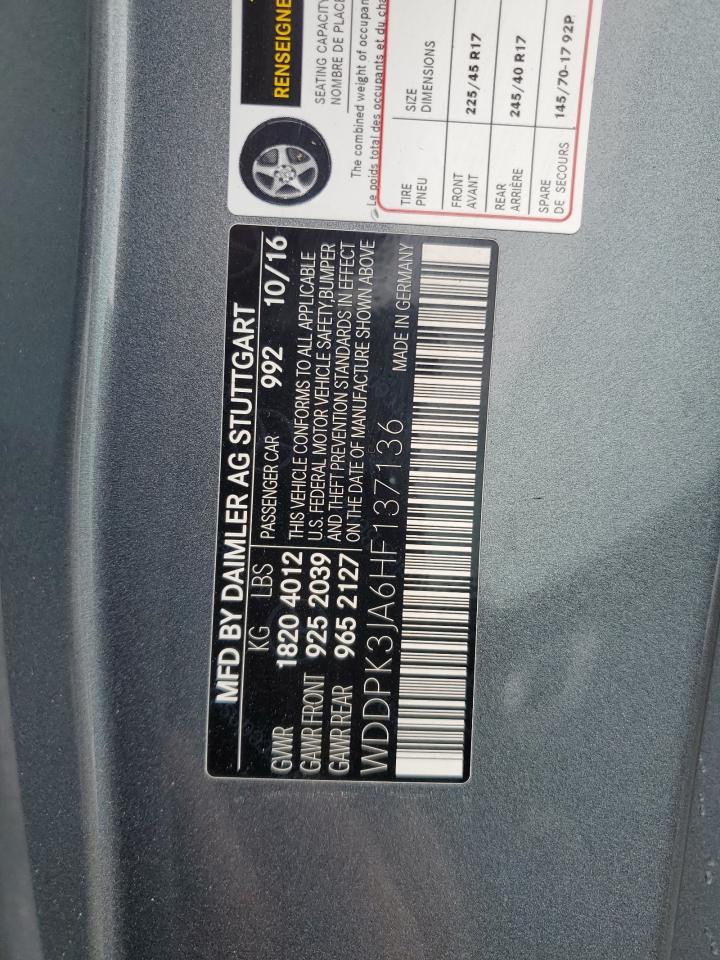 MFD BY DAIMLER AG STUTTGART
KG LBS PASSENGER CAR 992 10/16
GVWR 1820 4012 THIS VEHICLE CONFORMS TO ALL APPLICABLE
GAWR FRONT 925 2039 U.S. FEDERAL MOTOR VEHICLE SAFETY,BUMPER
GAWR REAR 965 2127 AND THEFT PREVENTION STANDARDS IN EFFECT
ON THE DATE OF MANUFACTURE SHOWN ABOVE
WDDPK3JA6HF137136 MADE IN GERMANY
RENSEIGNE
SEATING CAPACITY
NOMBRE DE PLACE
The combined weight of occupan
Le poids total des occupants et du cha
TIRE SIZE
PNEU DIMENSIONS
FRONT 225/45 R17
AVANT
REAR 245/40 R17
ARRIÈRE
SPARE 145/70-17 92P
DE SECOURS